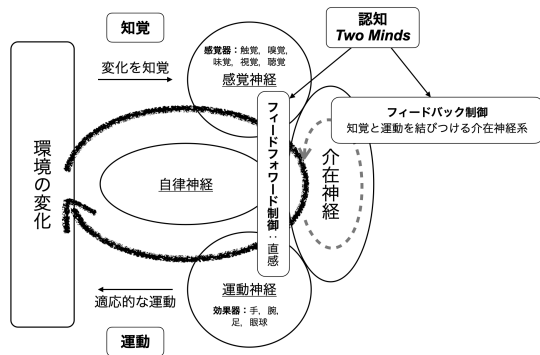 知覚
認知
Two Minds
変化を知覚
感覚器：触覚，嗅覚，
味覚，視覚，聴覚
感覚神経
フィードバック制御
知覚と運動を結びつける介在神経系
環境の変化
自律神経
フィードフォワード制御：直感
介在神経
適応的な運動
運動神経
効果器：手，腕，
足，眼球
運動